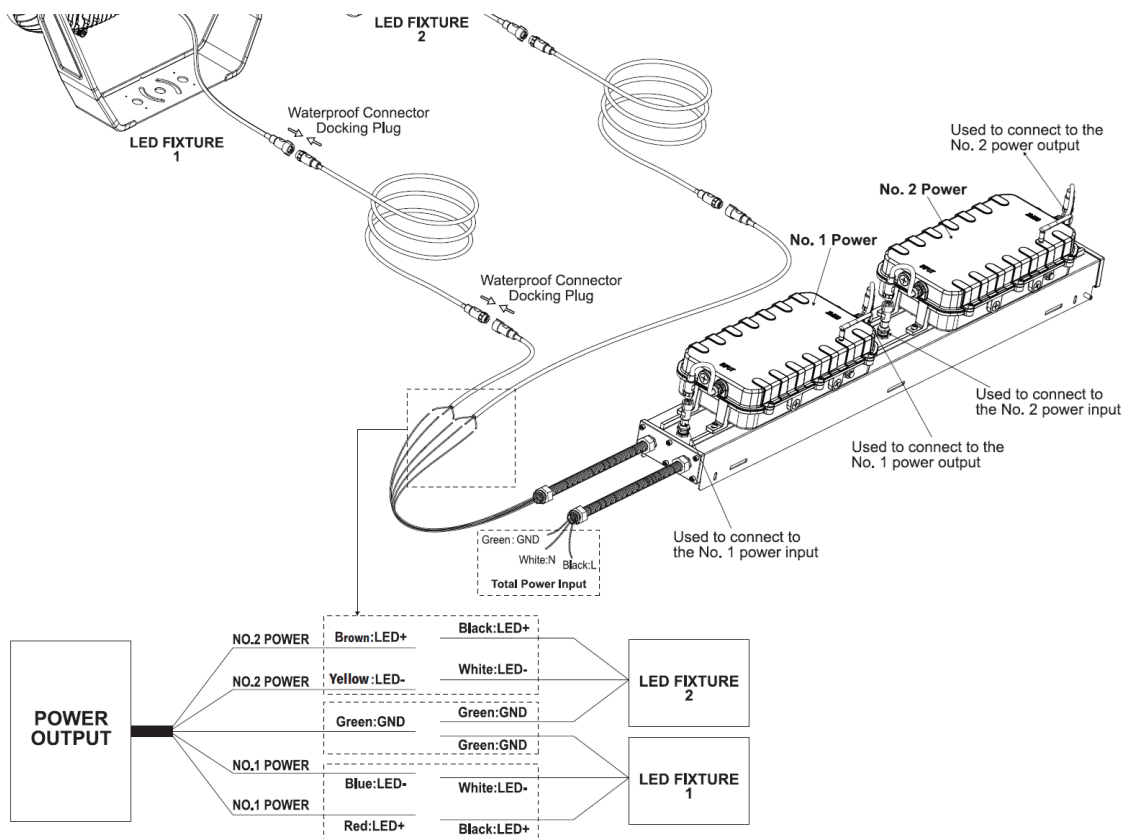 LED FIXTURE
2
Waterproof Connector
Docking Plug
LED FIXTURE
1
Used to connect to the
No. 2 power output
No. 2 Power
No. 1 Power
Waterproof Connector
Docking Plug
INPUT
INPUT
Used to connect to
the No. 2 power input
Used to connect to the
No. 1 power output
Used to connect to
the No. 1 power input
Green: GND
White:N
Black:L
Total Power Input
POWER
OUTPUT
NO.2 POWER
Brown:LED+
Black:LED+
NO.2 POWER
Yellow:LED-
White:LED-
LED FIXTURE
2
Green:GND
Green:GND
Green:GND
NO.1 POWER
Blue:LED-
White:LED-
LED FIXTURE
1
NO.1 POWER
Red:LED+
Black:LED+